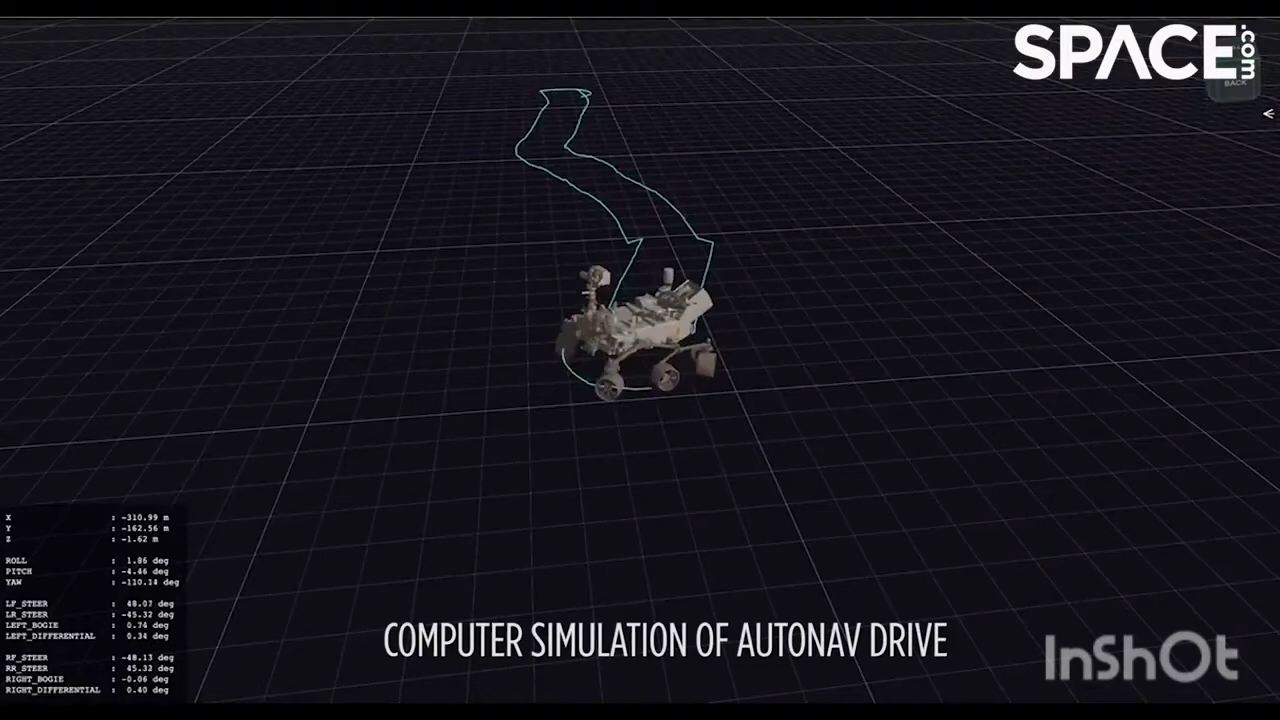 SPACE.com
BACK
X : -310.99 m
Y : -162.56 m
Z : -1.62 m
ROLL : 1.86 deg
PITCH : -4.46 deg
YAW : -110.14 deg
LF_STEER : 48.07 deg
LR_STEER : -45.32 deg
LEFT_BOGIE : 0.74 deg
LEFT_DIFFERENTIAL : 0.34 deg
RF_STEER : -48.13 deg
RR_STEER : 45.32 deg
RIGHT_BOGIE : -0.06 deg
RIGHT_DIFFERENTIAL : 0.40 deg
COMPUTER SIMULATION OF AUTONAV DRIVE
InShOt